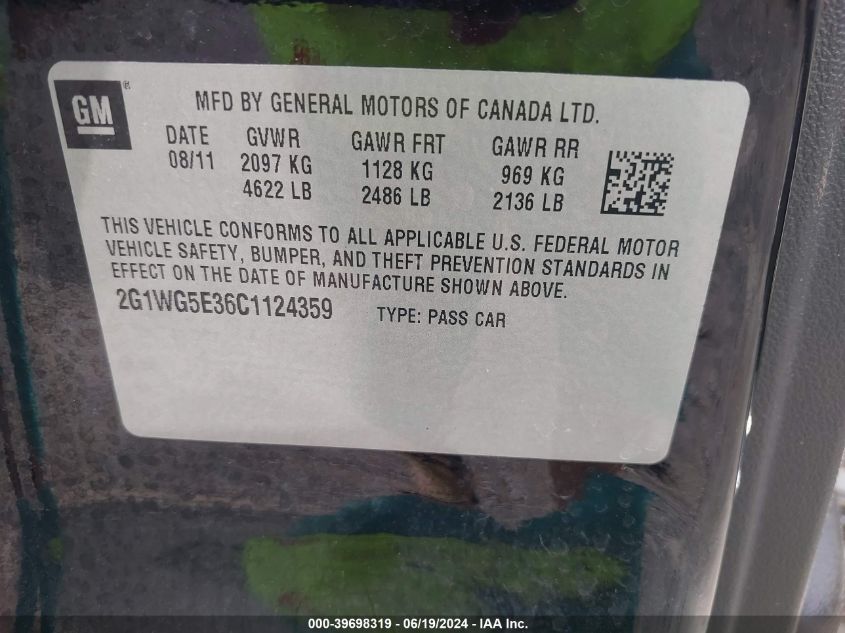 GM ®
MFD BY GENERAL MOTORS OF CANADA LTD.
DATE GVWR GAWR FRT GAWR RR
08/11 2097 KG 1128 KG 969 KG
4622 LB 2486 LB 2136 LB
THIS VEHICLE CONFORMS TO ALL APPLICABLE U.S. FEDERAL MOTOR
VEHICLE SAFETY, BUMPER, AND THEFT PREVENTION STANDARDS IN
EFFECT ON THE DATE OF MANUFACTURE SHOWN ABOVE.
2G1WG5E36C1124359 TYPE: PASS CAR
000-39698319 / 06/19/2024 - © IAA Inc.